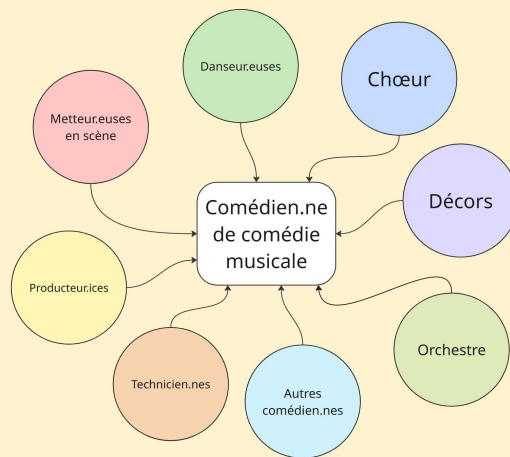 Danseur.euses
Chœur
Metteur.euses
en scène
Décors
Comédien.ne
de comédie
musicale
Producteur.ices
Orchestre
Technicien.nes
Autres
comédien.nes